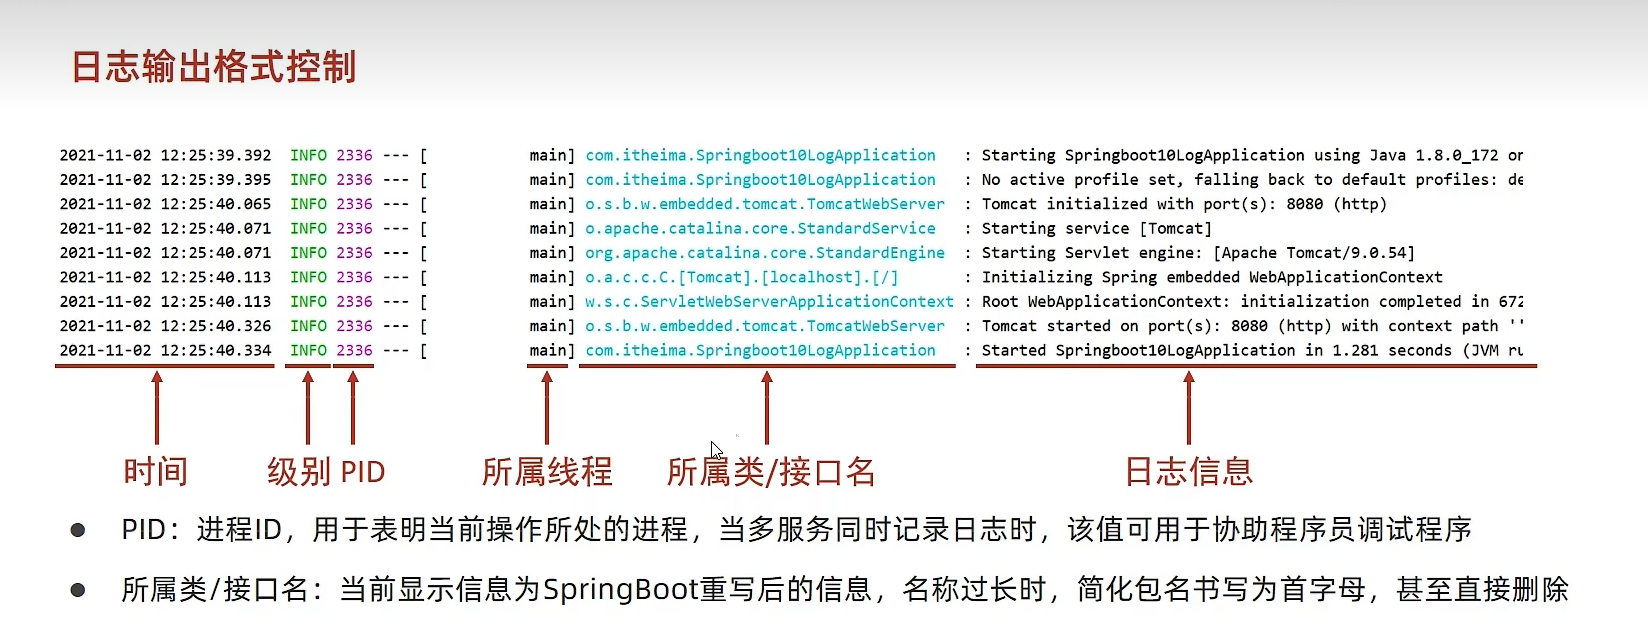 日志输出格式控制
2021-11-02 12:25:39.392  INFO 2336 --- [           main] com.itheima.Springboot10LogApplication   : Starting Springboot10LogApplication using Java 1.8.0_172 on
2021-11-02 12:25:39.395  INFO 2336 --- [           main] com.itheima.Springboot10LogApplication   : No active profile set, falling back to default profiles: de
2021-11-02 12:25:40.065  INFO 2336 --- [           main] o.s.b.w.embedded.tomcat.TomcatWebServer  : Tomcat initialized with port(s): 8080 (http)
2021-11-02 12:25:40.071  INFO 2336 --- [           main] o.apache.catalina.core.StandardService   : Starting service [Tomcat]
2021-11-02 12:25:40.071  INFO 2336 --- [           main] org.apache.catalina.core.StandardEngine  : Starting Servlet engine: [Apache Tomcat/9.0.54]
2021-11-02 12:25:40.113  INFO 2336 --- [           main] o.a.c.c.C.[Tomcat].[localhost].[/]       : Initializing Spring embedded WebApplicationContext
2021-11-02 12:25:40.113  INFO 2336 --- [           main] w.s.c.ServletWebServerApplicationContext : Root WebApplicationContext: initialization completed in 672
2021-11-02 12:25:40.326  INFO 2336 --- [           main] o.s.b.w.embedded.tomcat.TomcatWebServer  : Tomcat started on port(s): 8080 (http) with context path ''
2021-11-02 12:25:40.334  INFO 2336 --- [           main] com.itheima.Springboot10LogApplication   : Started Springboot10LogApplication in 1.281 seconds (JVM ru
时间 级别 PID 所属线程 所属类/接口名 日志信息
● PID：进程ID，用于表明当前操作所处的进程，当多服务同时记录日志时，该值可用于协助程序员调试程序
● 所属类/接口名：当前显示信息为SpringBoot重写后的信息，名称过长时，简化包名书写为首字母，甚至直接删除